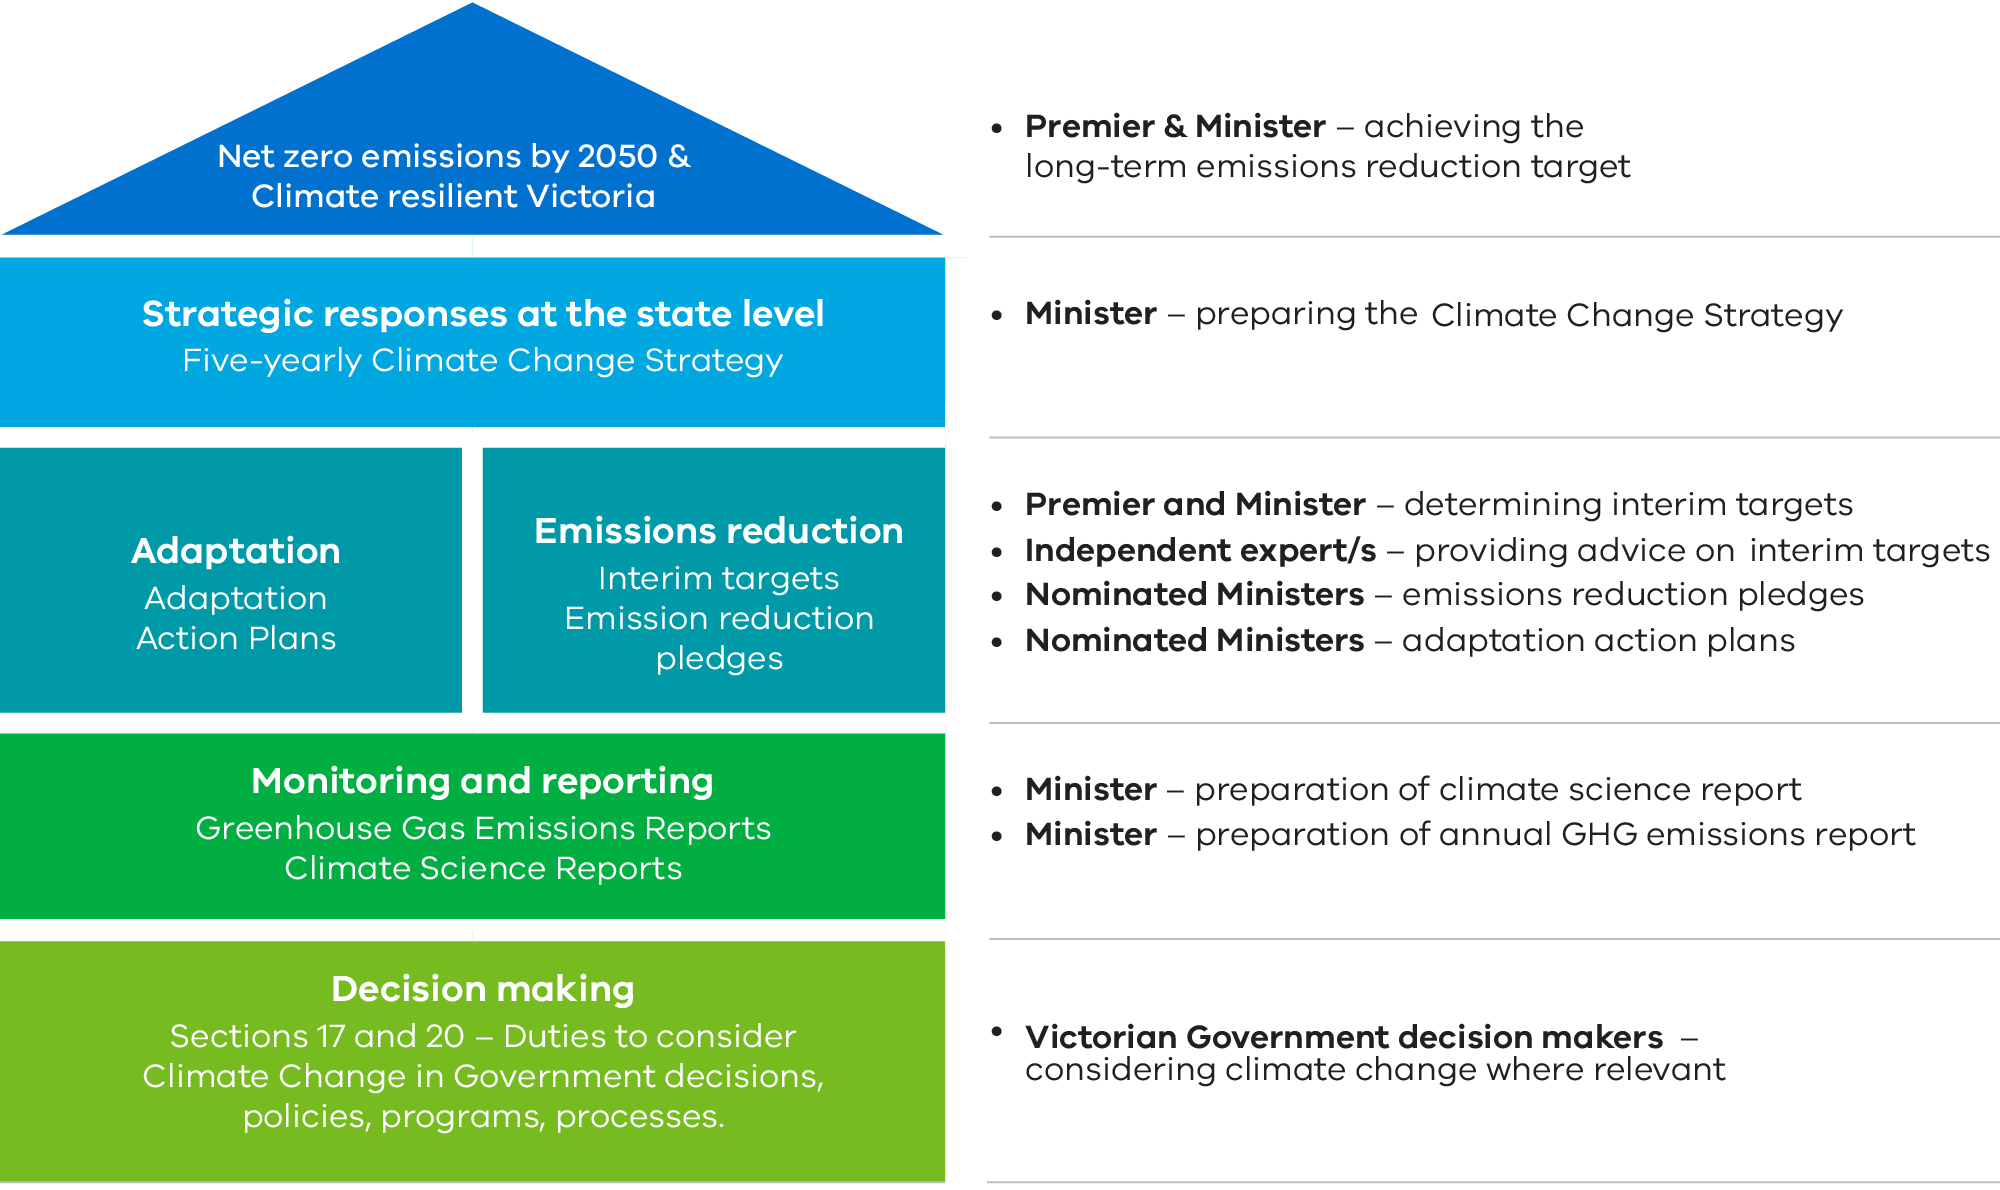 Net zero emissions by 2050 &
Climate resilient Victoria
• Premier & Minister – achieving the
long-term emissions reduction target
Strategic responses at the state level
Five-yearly Climate Change Strategy
• Minister – preparing the Climate Change Strategy
Adaptation
Adaptation
Action Plans
Emissions reduction
Interim targets
Emission reduction
pledges
• Premier and Minister – determining interim targets
• Independent expert/s – providing advice on interim targets
• Nominated Ministers – emissions reduction pledges
• Nominated Ministers – adaptation action plans
Monitoring and reporting
Greenhouse Gas Emissions Reports
Climate Science Reports
• Minister – preparation of climate science report
• Minister – preparation of annual GHG emissions report
Decision making
Sections 17 and 20 – Duties to consider
Climate Change in Government decisions,
policies, programs, processes.
• Victorian Government decision makers –
considering climate change where relevant